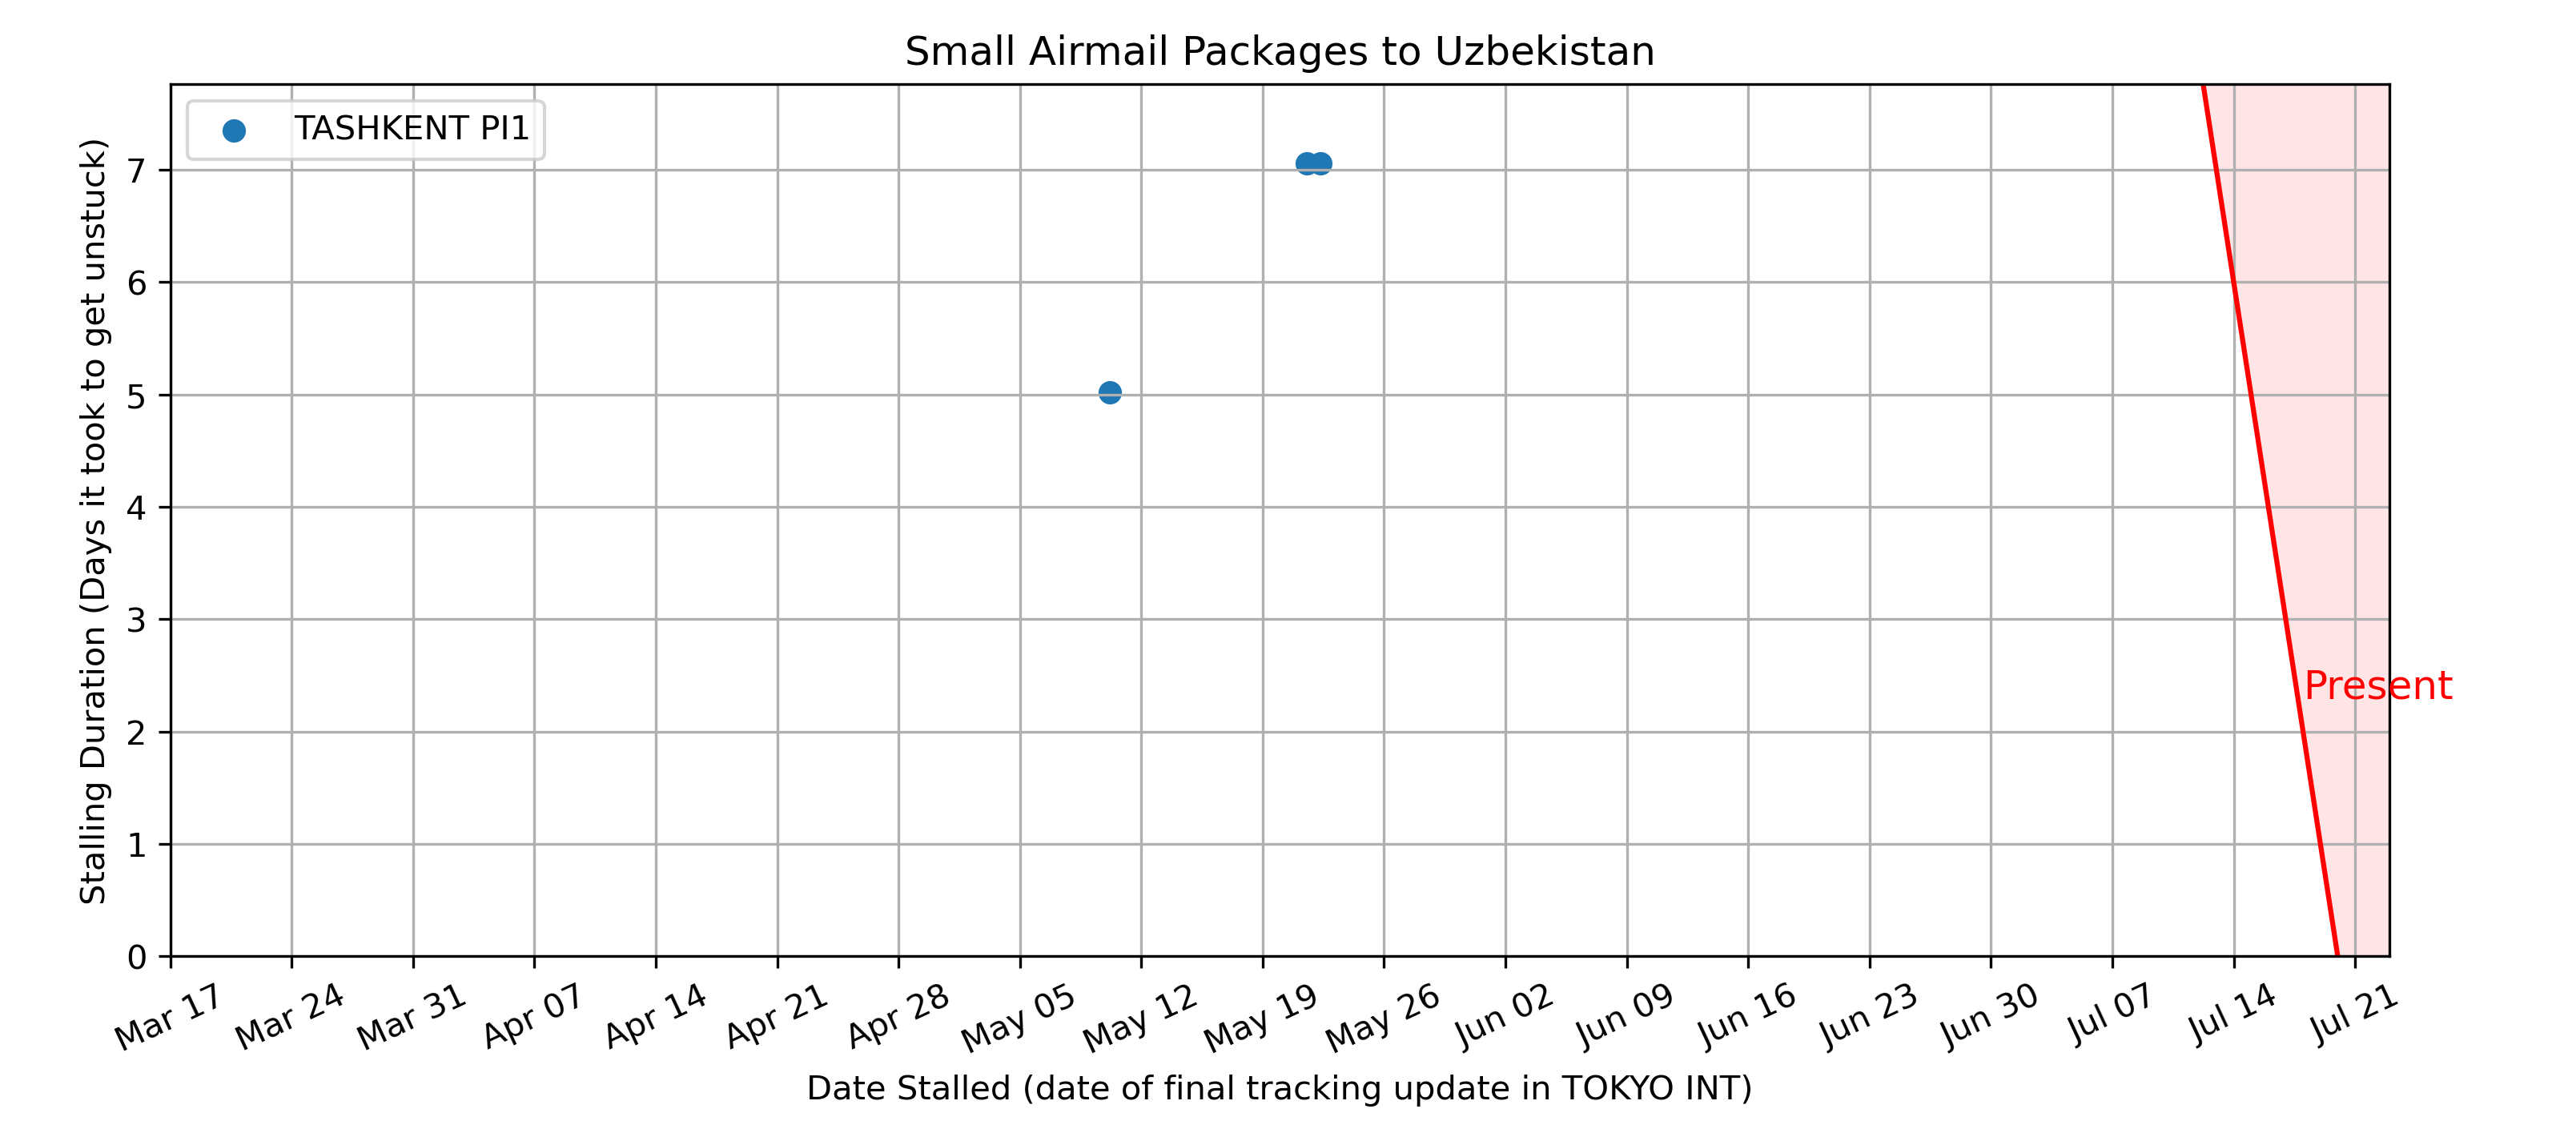 Small Airmail Packages to Uzbekistan
TASHKENT PI1
Stalling Duration (Days it took to get unstuck)
7
6
5
4
3
2
1
0
Present
Mar 17
Mar 24
Mar 31
Apr 07
Apr 14
Apr 21
Apr 28
May 05
May 12
May 19
May 26
Jun 02
Jun 09
Jun 16
Jun 23
Jun 30
Jul 07
Jul 14
Jul 21
Date Stalled (date of final tracking update in TOKYO INT)